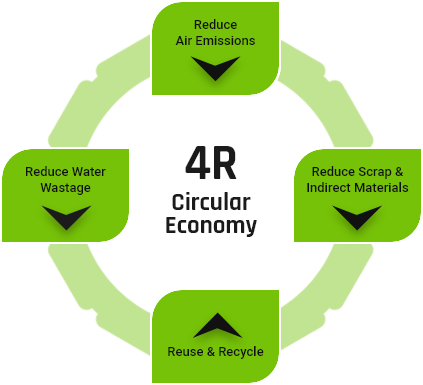 Reduce
Air Emissions
Reduce Water
Wastage
4R
Circular
Economy
Reduce Scrap &
Indirect Materials
Reuse & Recycle